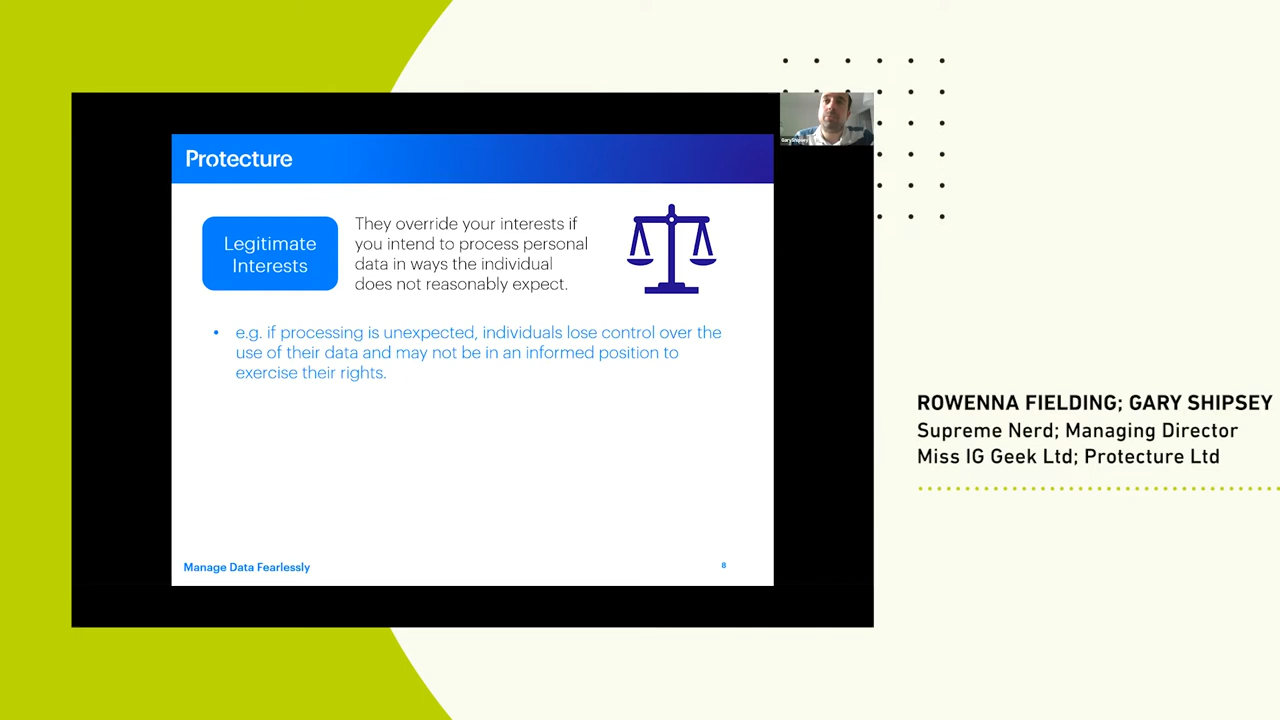 Protecture
Legitimate
Interests
They override your interests if
you intend to process personal
data in ways the individual
does not reasonably expect.
• e.g. if processing is unexpected, individuals lose control over the
use of their data and may not be in an informed position to
exercise their rights.
Manage Data Fearlessly
8
Gary Shipsey
ROWENNA FIELDING; GARY SHIPSEY
Supreme Nerd; Managing Director
Miss IG Geek Ltd; Protecture Ltd